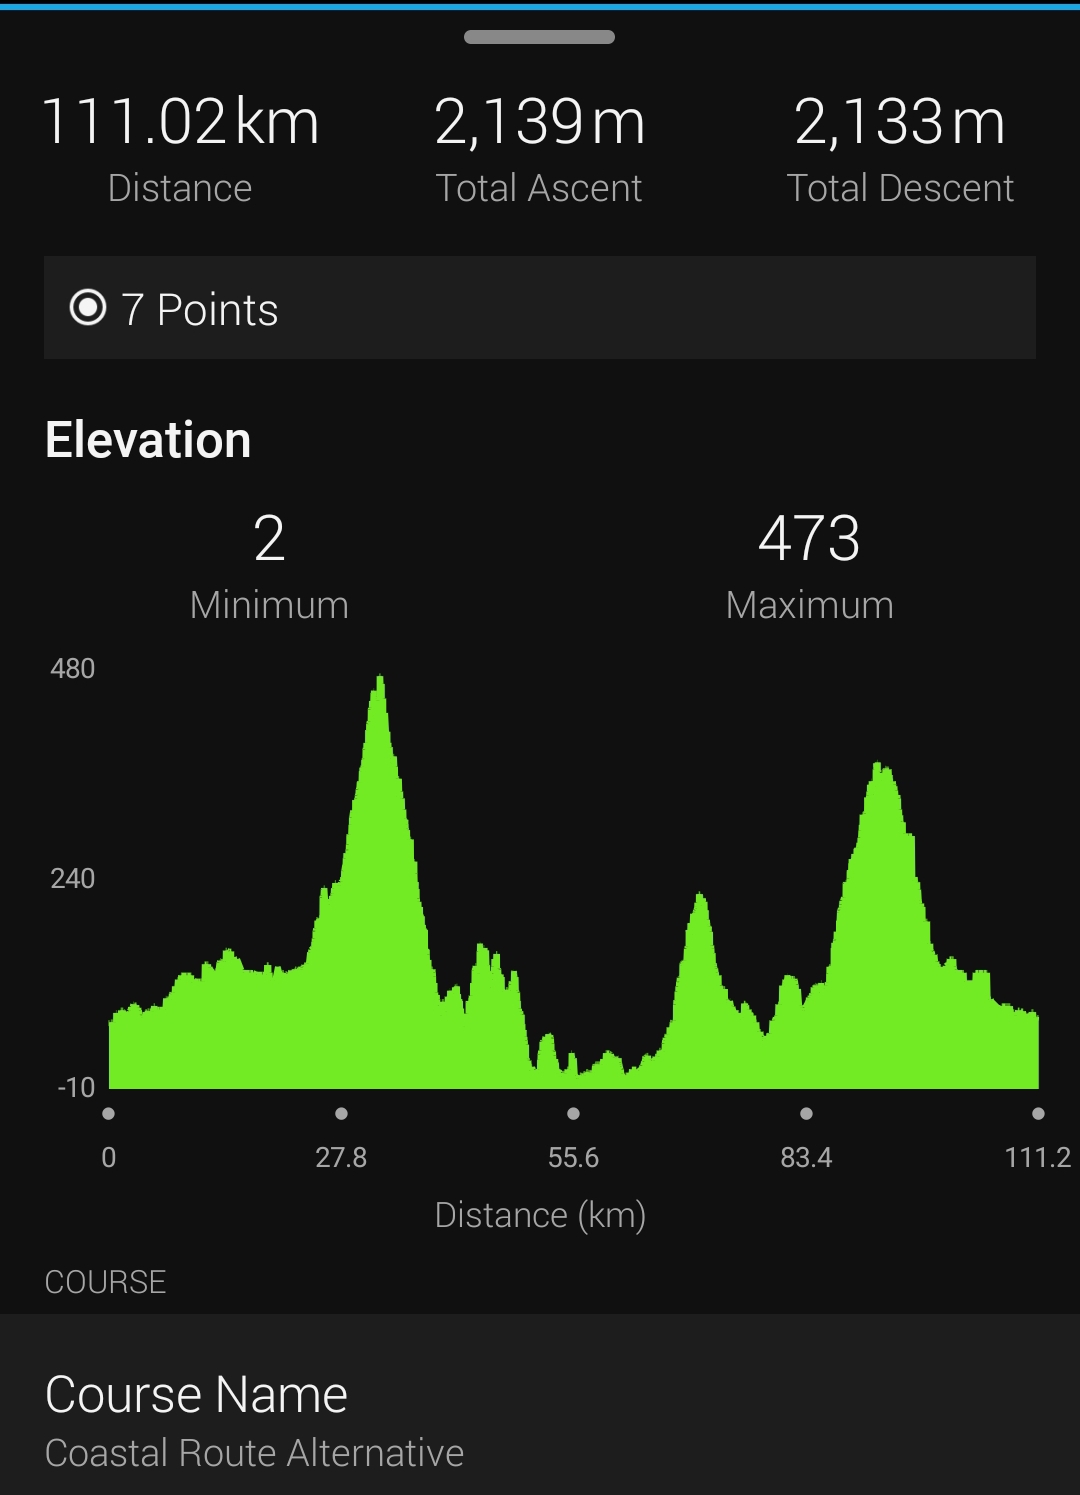 111.02 km 2,139 m 2,133 m
Distance Total Ascent Total Descent
7 Points
Elevation
2 473
Minimum Maximum
480
240
-10
0 27.8 55.6 83.4 111.2
Distance (km)
COURSE
Course Name
Coastal Route Alternative